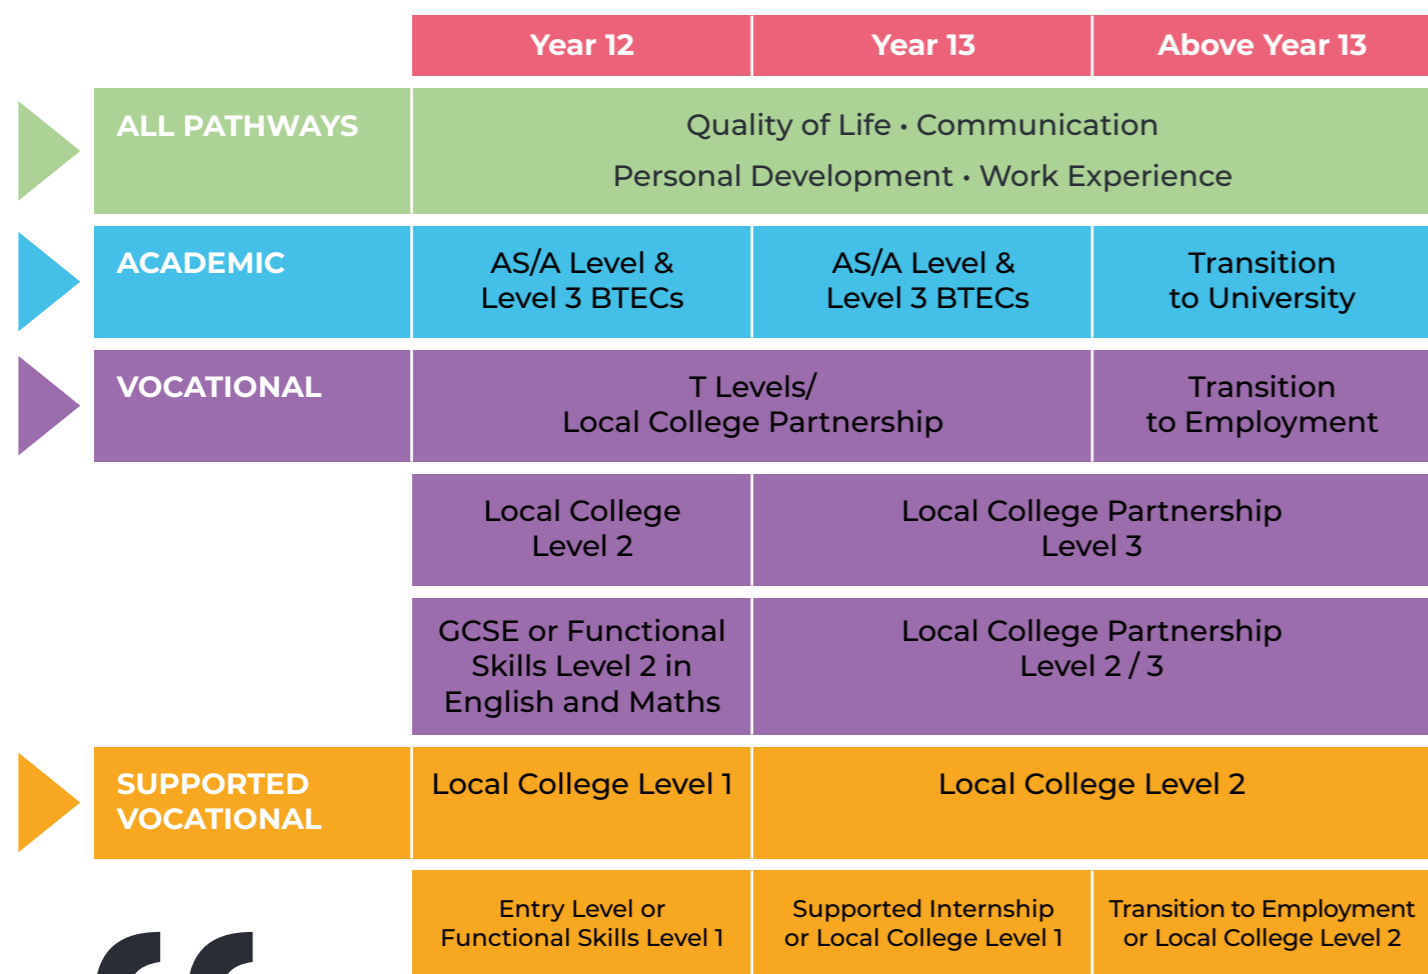 Year 12
Year 13
Above Year 13
ALL PATHWAYS
Quality of Life • Communication
Personal Development • Work Experience
ACADEMIC
AS/A Level &
Level 3 BTECs
AS/A Level &
Level 3 BTECs
Transition
to University
VOCATIONAL
T Levels/
Local College Partnership
Transition
to Employment
Local College
Level 2
Local College Partnership
Level 3
GCSE or Functional
Skills Level 2 in
English and Maths
Local College Partnership
Level 2 / 3
SUPPORTED
VOCATIONAL
Local College Level 1
Local College Level 2
Entry Level or
Functional Skills Level 1
Supported Internship
or Local College Level 1
Transition to Employment
or Local College Level 2